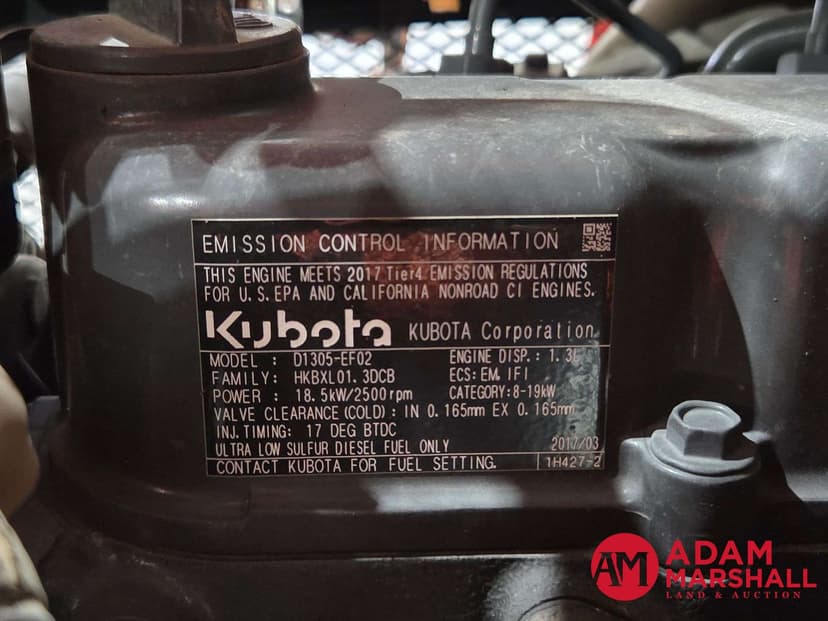 EMISSION CONTROL INFORMATION
THIS ENGINE MEETS 2017 Tier4 EMISSION REGULATIONS
FOR U.S.EPA AND CALIFORNIA NONROAD CI ENGINES.
Kubota KUBOTA Corporation
MODEL : D1305-EF02 ENGINE DISP.: 1.3L
FAMILY: HKBXL01.3DCB ECS:EM,IFI
POWER : 18.5kW/2500rpm CATEGORY:8-19kW
VALVE CLEARANCE(COLD): IN 0.165mm EX 0.165mm
INJ.TIMING: 17 DEG BTDC
ULTRA LOW SULFUR DIESEL FUEL ONLY 2017/03
CONTACT KUBOTA FOR FUEL SETTING. 1H427-2
AM ADAM
MARSHALL
LAND & AUCTION